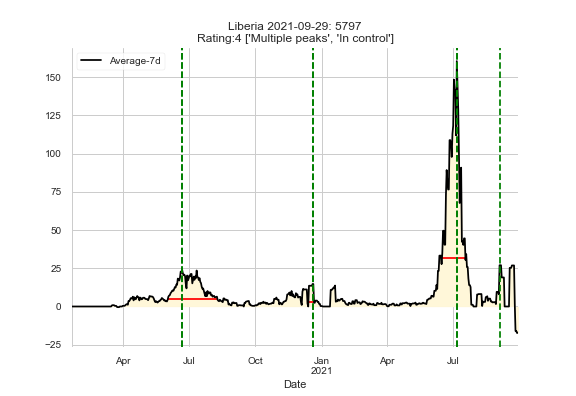 Liberia 2021-09-29: 5797
Rating:4 ['Multiple peaks', 'In control']
Average-7d
150
125
100
75
50
25
0
−25
Apr
Jul
Oct
Jan
2021
Apr
Jul
Date